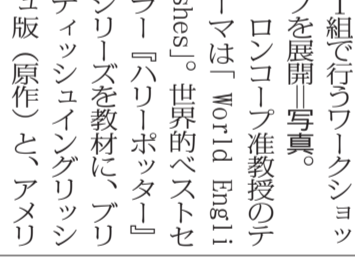 1組で行うワークショッ
プを展開＝写真。
ロンコープ准教授のテ
ーマは「World Engli
shes」。世界的ベストセ
ラー『ハリーポッター』
シリーズを教材に、ブリ
ティッシュイングリッシ
ュ版（原作）と、アメリ